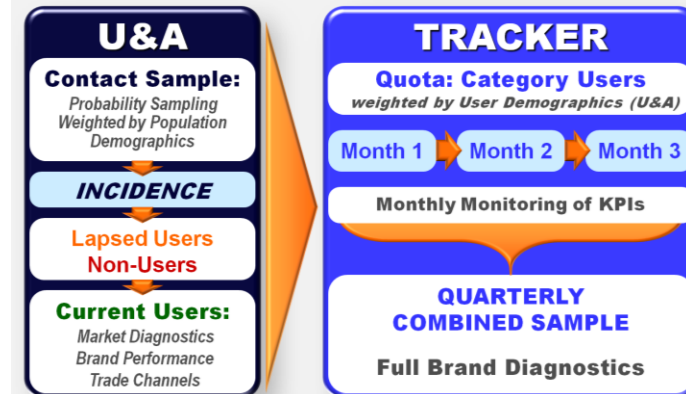 U&A
Contact Sample:
Probability Sampling
Weighted by Population
Demographics
INCIDENCE
Lapsed Users
Non-Users
Current Users:
Market Diagnostics
Brand Performance
Trade Channels
TRACKER
Quota: Category Users
weighted by User Demographics (U&A)
Month 1
Month 2
Month 3
Monthly Monitoring of KPIs
QUARTERLY
COMBINED SAMPLE
Full Brand Diagnostics